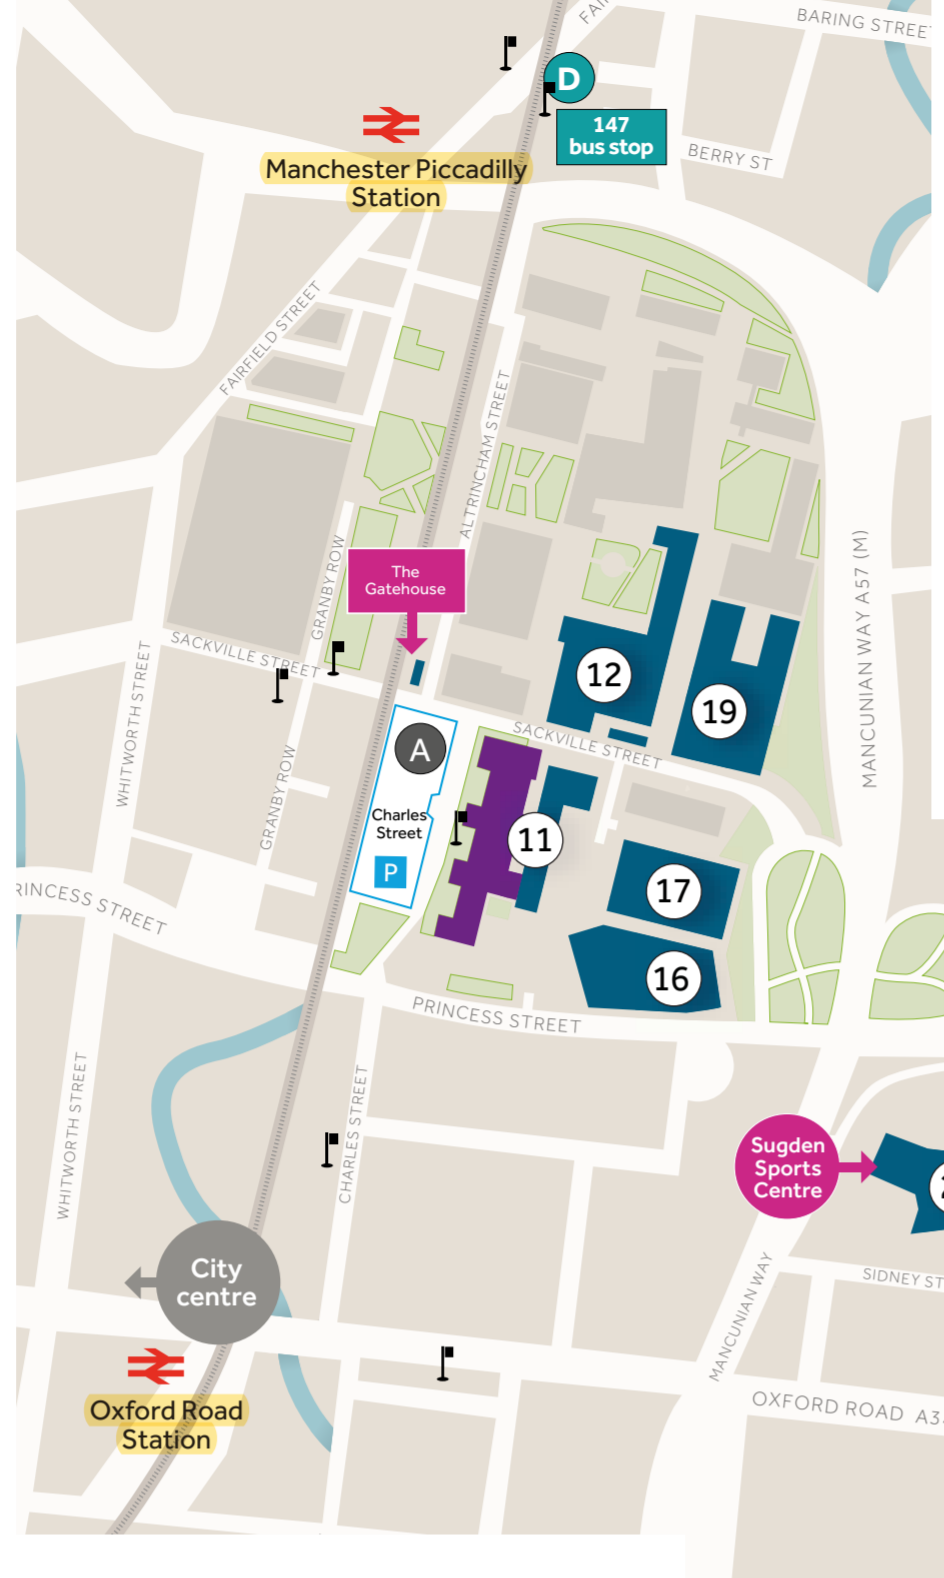 FAI
BARING STREE
D
147
bus stop
BERRY ST
Manchester Piccadilly
Station
FAIRFIELD STREET
ALTRINCHAM STREET
GRANBY ROW
The
Gatehouse
MANCUNIAN WAY A57 (M)
SACKVILLE STREET
WHITWORTH STREET
12
19
A
SACKVILLE STREET
GRANBY ROW
Charles
Street
P
11
17
RINCESS STREET
16
PRINCESS STREET
WHITWORTH STREET
CHARLES STREET
Sugden
Sports
Centre
2
City
centre
SIDNEY ST
MANCUNIAN WAY
Oxford Road
Station
OXFORD ROAD A3